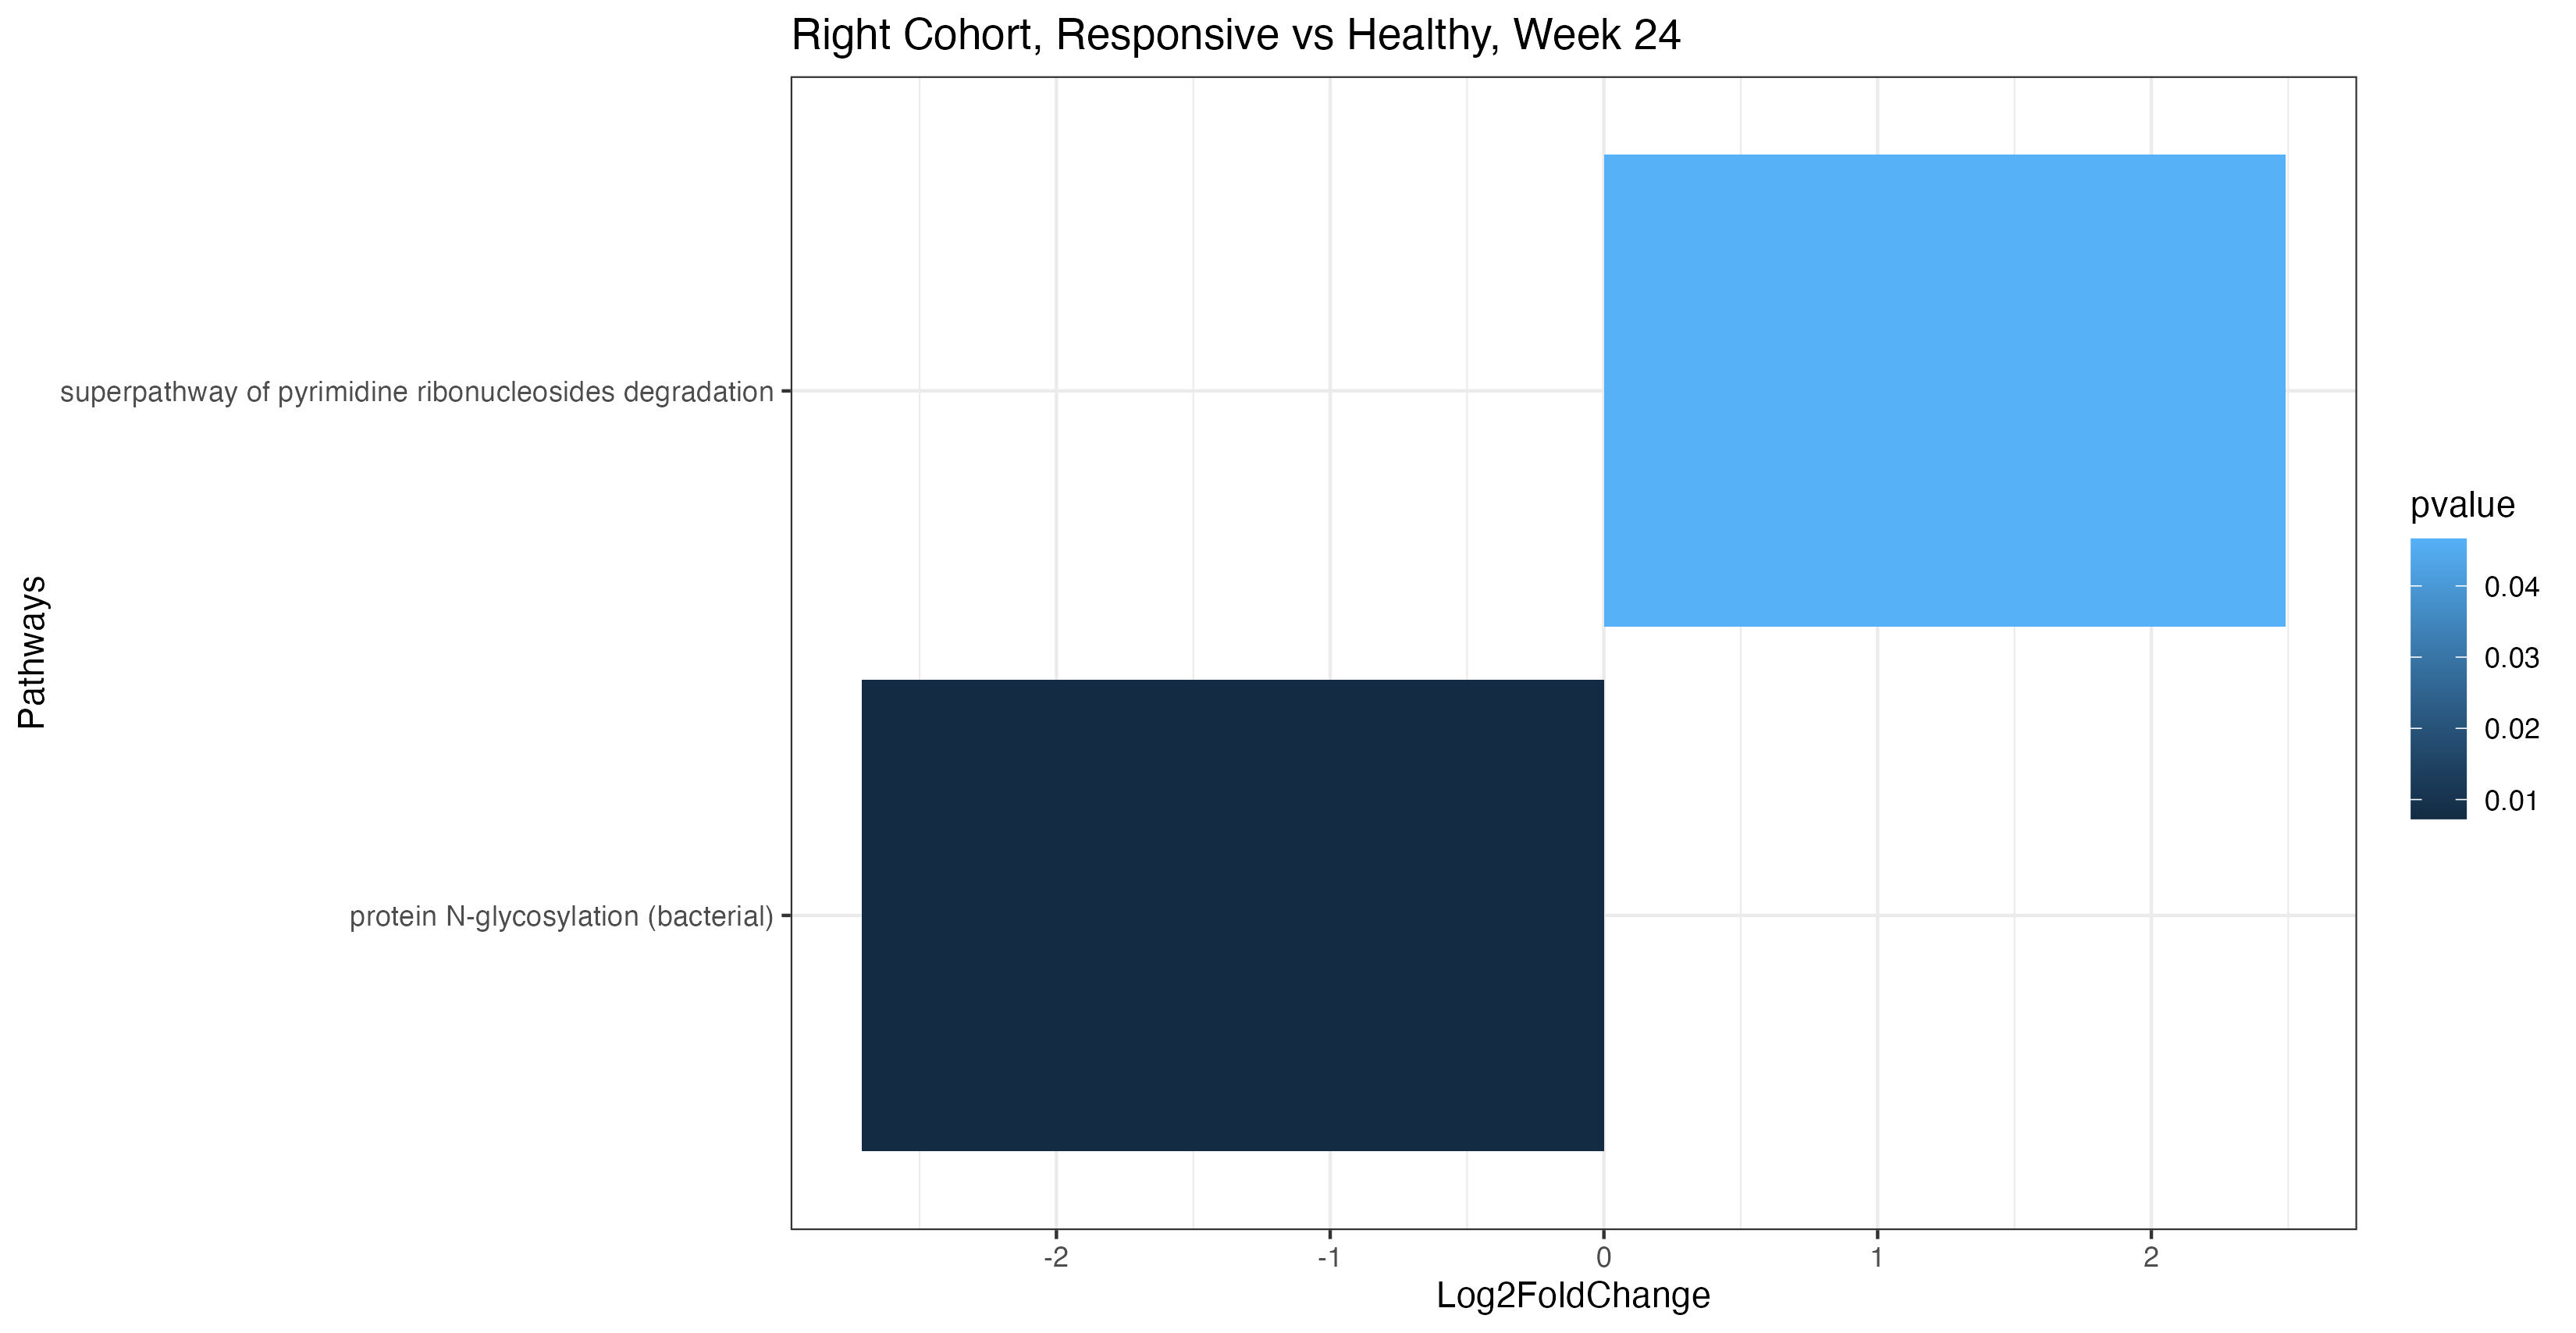 Right Cohort, Responsive vs Healthy, Week 24
superpathway of pyrimidine ribonucleosides degradation
protein N-glycosylation (bacterial)
Pathways
-2
-1
0
1
2
Log2FoldChange
pvalue
0.04
0.03
0.02
0.01